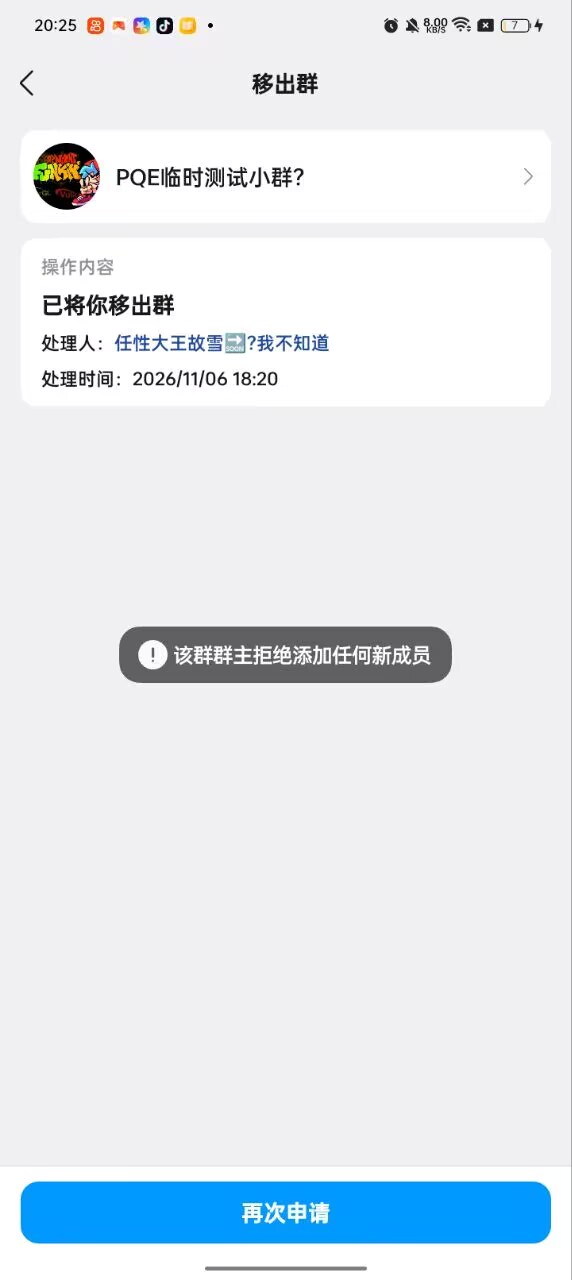 20:25
8.00
KB/S
7
移出群
FUNKIN'
PQE临时测试小群?
操作内容
已将你移出群
处理人：任性大王故雪🔜?我不知道
处理时间：2026/11/06 18:20
! 该群群主拒绝添加任何新成员
再次申请